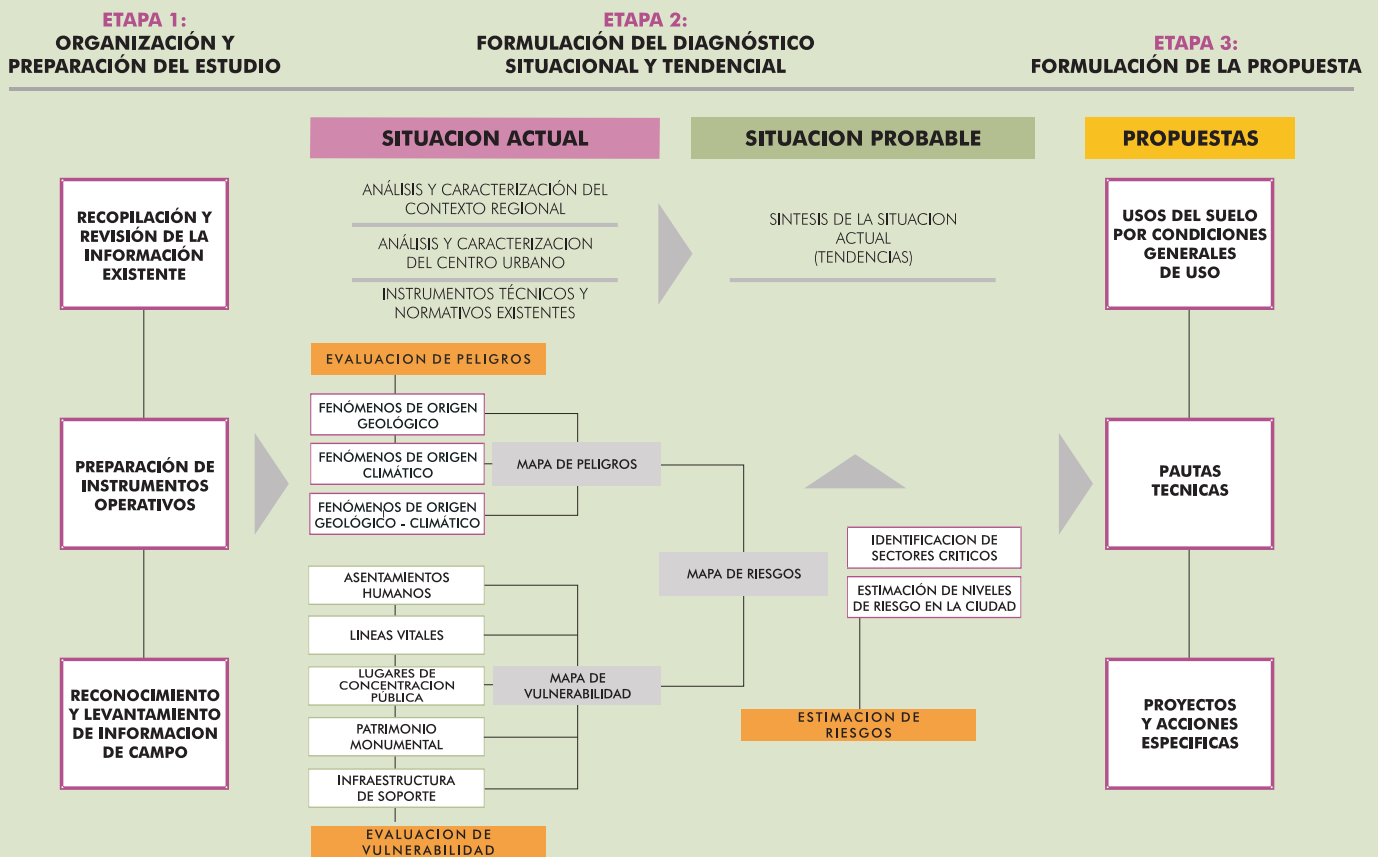 ETAPA 1:
ORGANIZACIÓN Y
PREPARACIÓN DEL ESTUDIO
ETAPA 2:
FORMULACIÓN DEL DIAGNÓSTICO
SITUACIONAL Y TENDENCIAL
ETAPA 3:
FORMULACIÓN DE LA PROPUESTA
RECOPILACIÓN Y
REVISIÓN DE LA
INFORMACIÓN
EXISTENTE
PREPARACIÓN DE
INSTRUMENTOS
OPERATIVOS
RECONOCIMIENTO
Y LEVANTAMIENTO
DE INFORMACION
DE CAMPO
SITUACION ACTUAL
ANÁLISIS Y CARACTERIZACIÓN DEL
CONTEXTO REGIONAL
ANÁLISIS Y CARACTERIZACION
DEL CENTRO URBANO
INSTRUMENTOS TÉCNICOS Y
NORMATIVOS EXISTENTES
EVALUACION DE PELIGROS
FENÓMENOS DE ORIGEN
GEOLÓGICO
FENÓMENOS DE ORIGEN
CLIMÁTICO
FENÓMENOS DE ORIGEN
GEOLÓGICO - CLIMÁTICO
MAPA DE PELIGROS
ASENTAMIENTOS
HUMANOS
LINEAS VITALES
LUGARES DE
CONCENTRACION
PÚBLICA
PATRIMONIO
MONUMENTAL
INFRAESTRUCTURA
DE SOPORTE
EVALUACION DE
VULNERABILIDAD
MAPA DE
VULNERABILIDAD
MAPA DE RIESGOS
SITUACION PROBABLE
SINTESIS DE LA SITUACION
ACTUAL
(TENDENCIAS)
IDENTIFICACION DE
SECTORES CRITICOS
ESTIMACIÓN DE NIVELES
DE RIESGO EN LA CIUDAD
ESTIMACION DE
RIESGOS
PROPUESTAS
USOS DEL SUELO
POR CONDICIONES
GENERALES
DE USO
PAUTAS
TECNICAS
PROYECTOS
Y ACCIONES
ESPECIFICAS